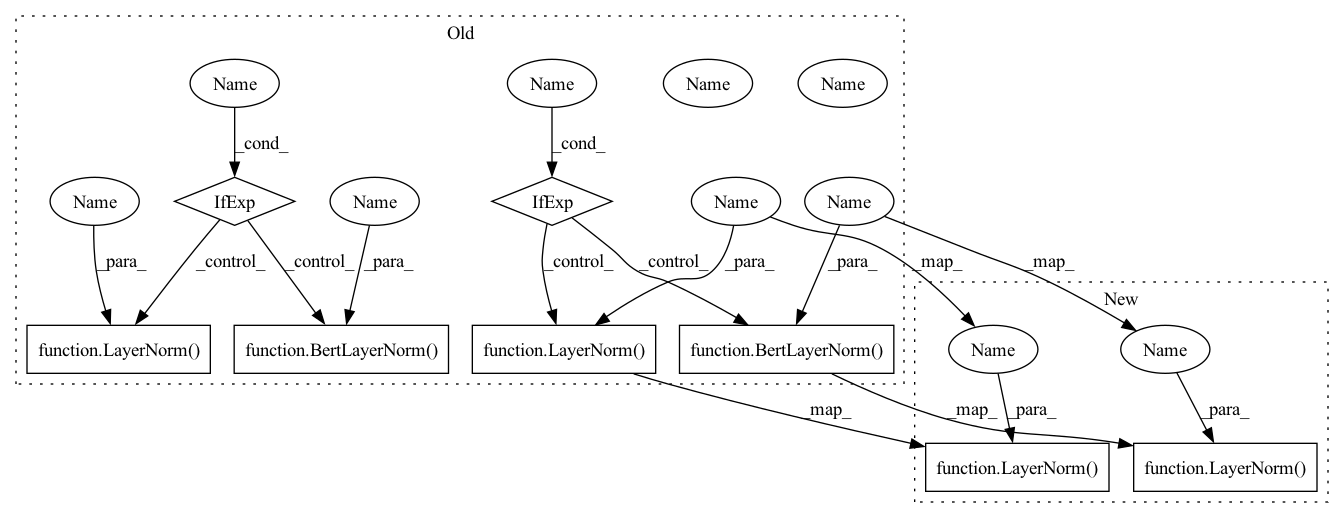 Old
Name
Name
Name
Name
_cond_
_cond_
Name
IfExp
Name
IfExp
Name
Name
_para_
_control_
_control_
_para_
_control_
_control_
_para_
_para_
_map_
_map_
New
function.LayerNorm()
function.BertLayerNorm()
function.LayerNorm()
function.BertLayerNorm()
Name
Name
_map_
_map_
_para_
_para_
function.LayerNorm()
function.LayerNorm()